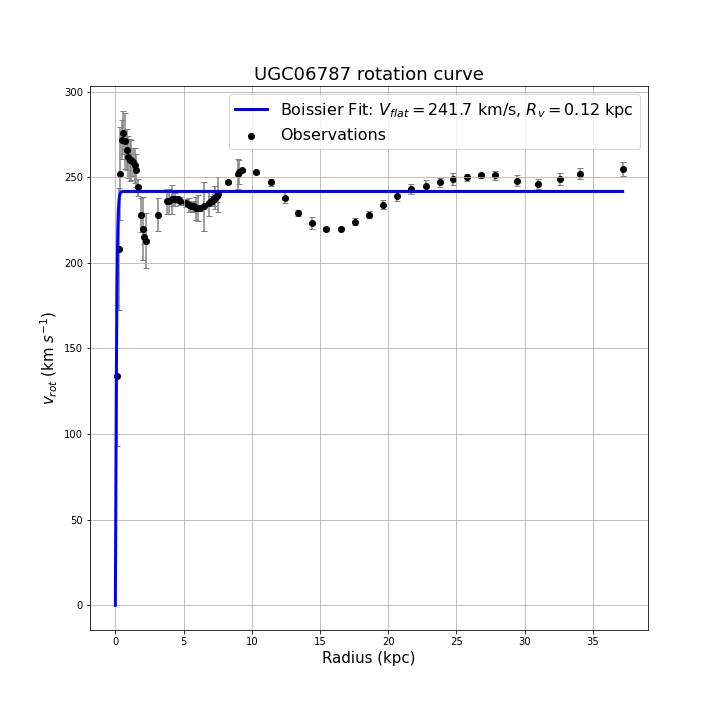 UGC06787 rotation curve
Boissier Fit: $V_{flat} = 241.7$ km/s, $R_v = 0.12$ kpc
Observations
300
250
200
150
100
50
0
$v_{rot}$ (km $s^{-1}$)
0 5 10 15 20 25 30 35
Radius (kpc)